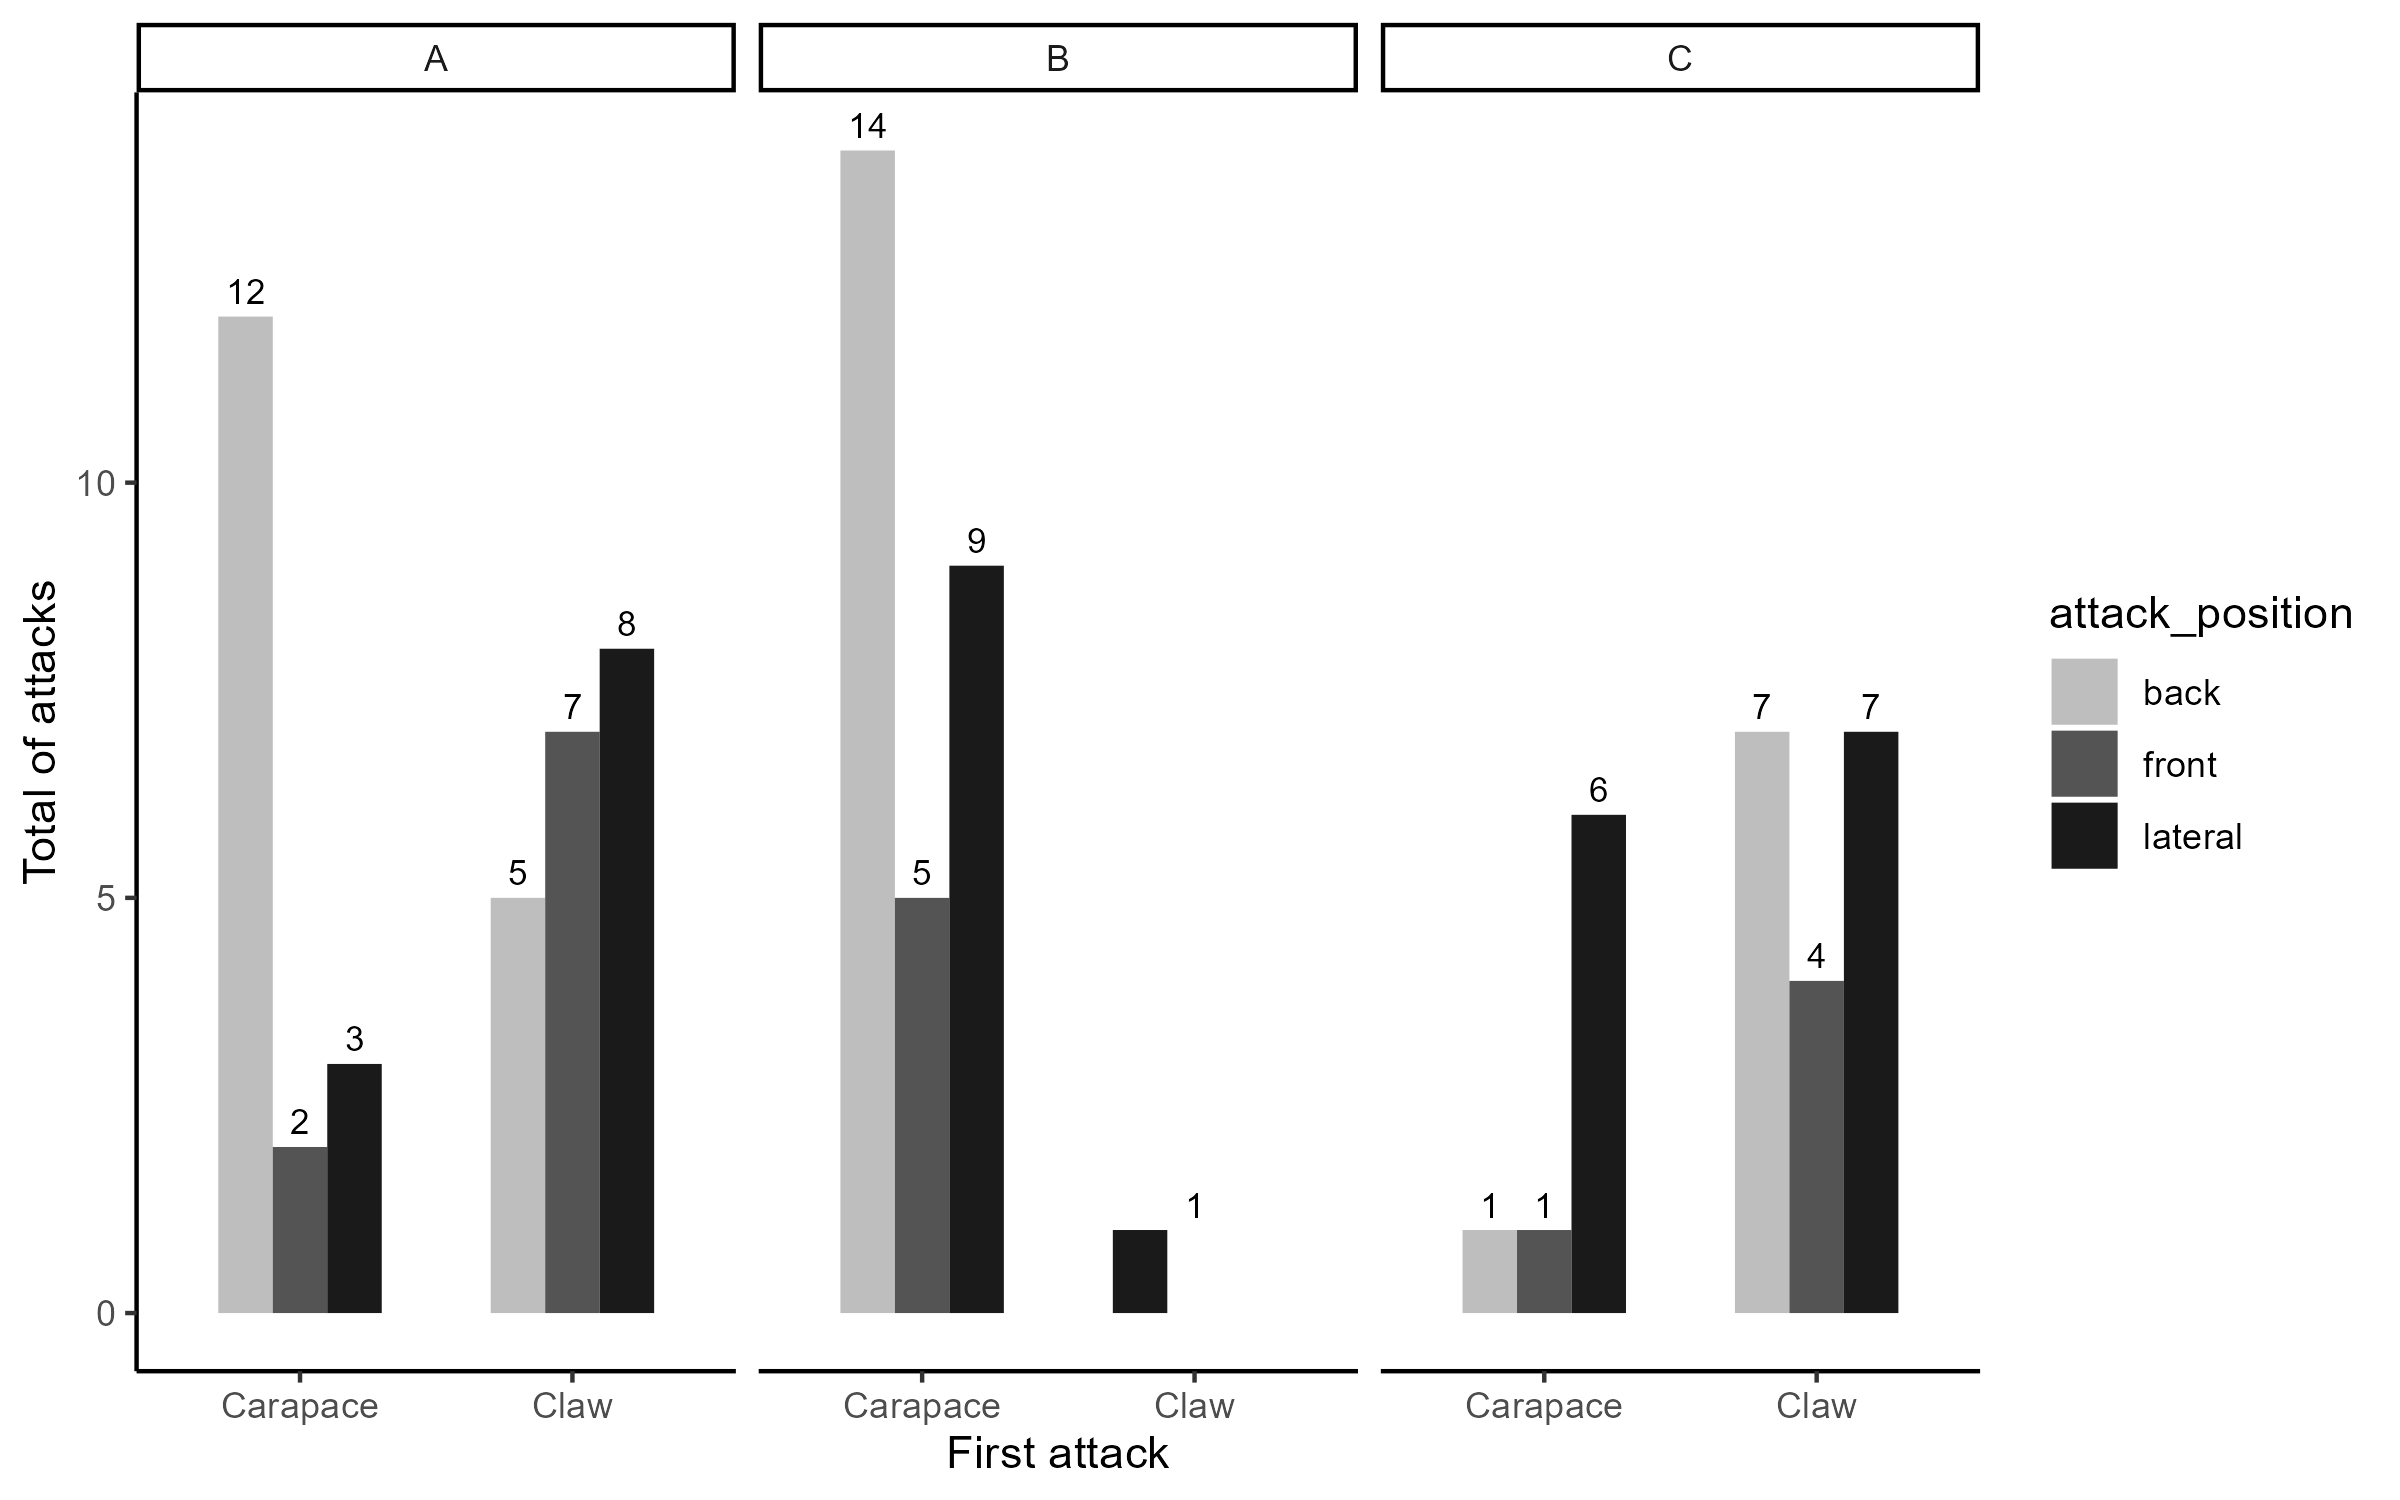 A
B
C
Total of attacks
10
5
0
12
2
3
5
7
8
14
5
9
1
1
1
6
7
4
7
Carapace
Claw
Carapace
Claw
Carapace
Claw
First attack
attack_position
back
front
lateral